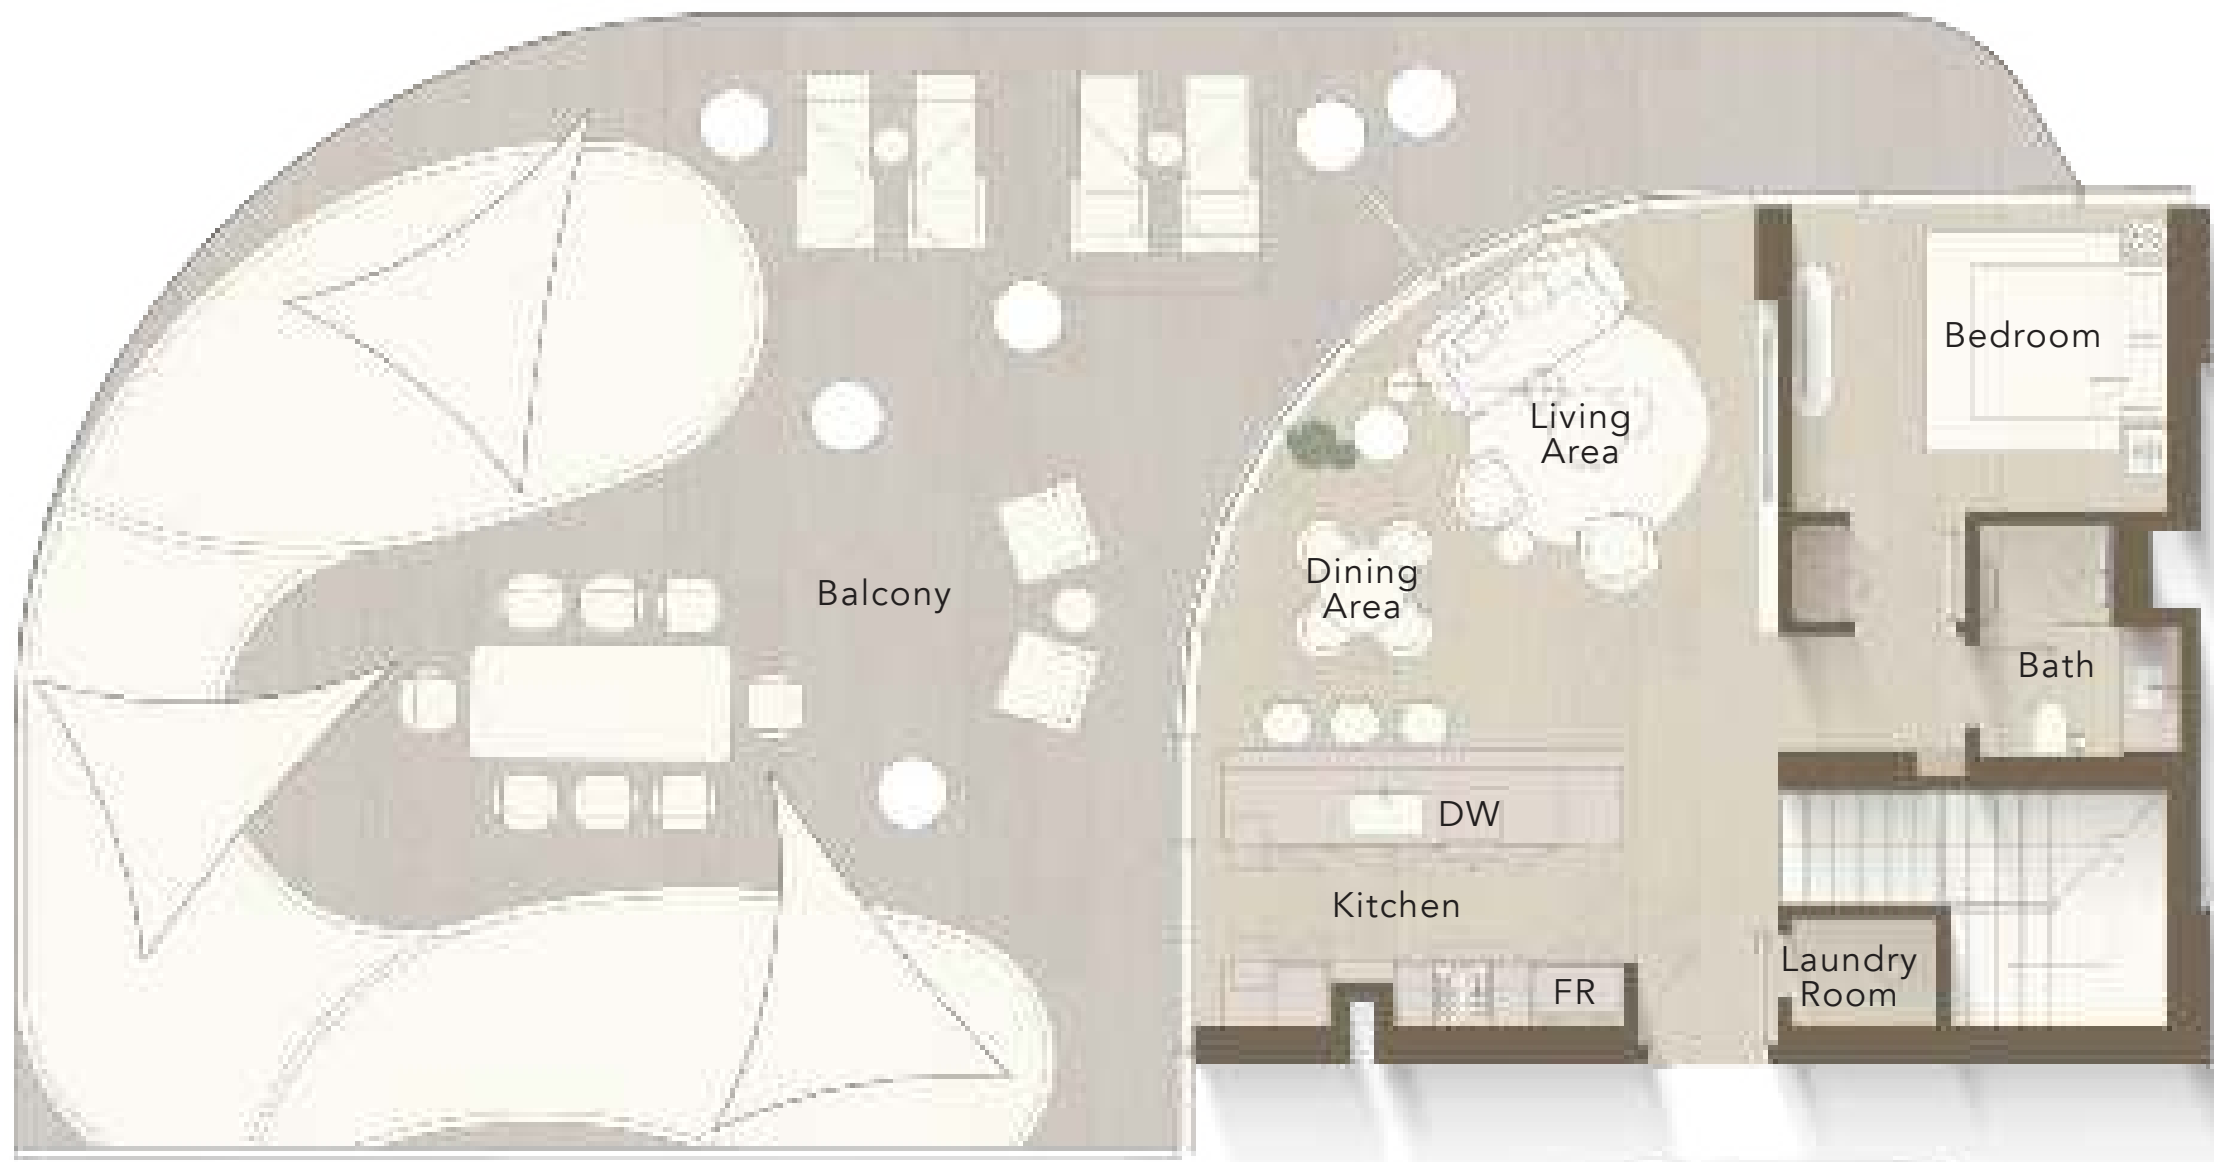 Bedroom
Living
Area
Dining
Area
Balcony
Bath
DW
Kitchen
Laundry
Room
FR